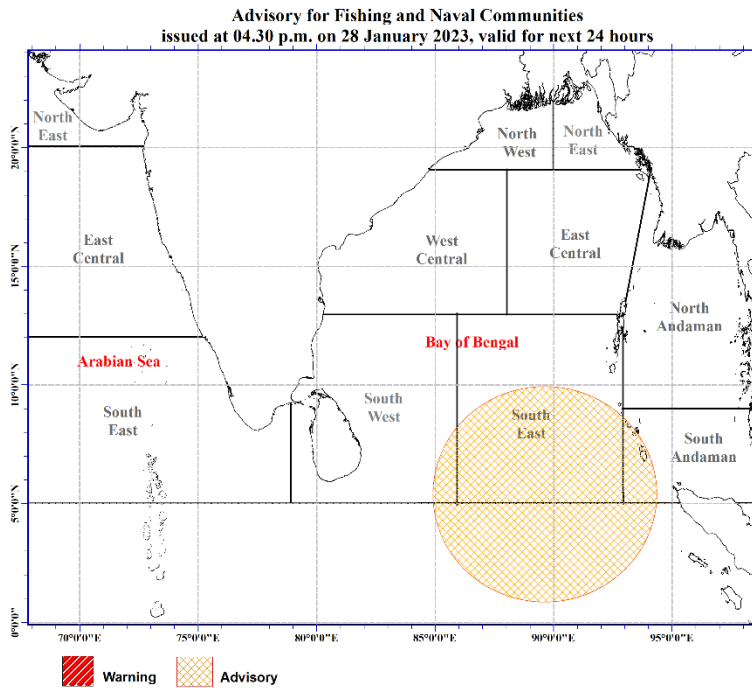 Advisory for Fishing and Naval Communities
issued at 04.30 p.m. on 28 January 2023, valid for next 24 hours
North
East
North
West
North
East
20°0'0"N
East
Central
West
Central
East
Central
15°0'0"N
North
Andaman
Arabian Sea
Bay of Bengal
10°0'0"N
South
East
South
West
South
East
South
Andaman
5°0'0"N
0°0'0"
70°0'0"E
75°0'0"E
80°0'0"E
85°0'0"E
90°0'0"E
95°0'0"E
Warning
Advisory